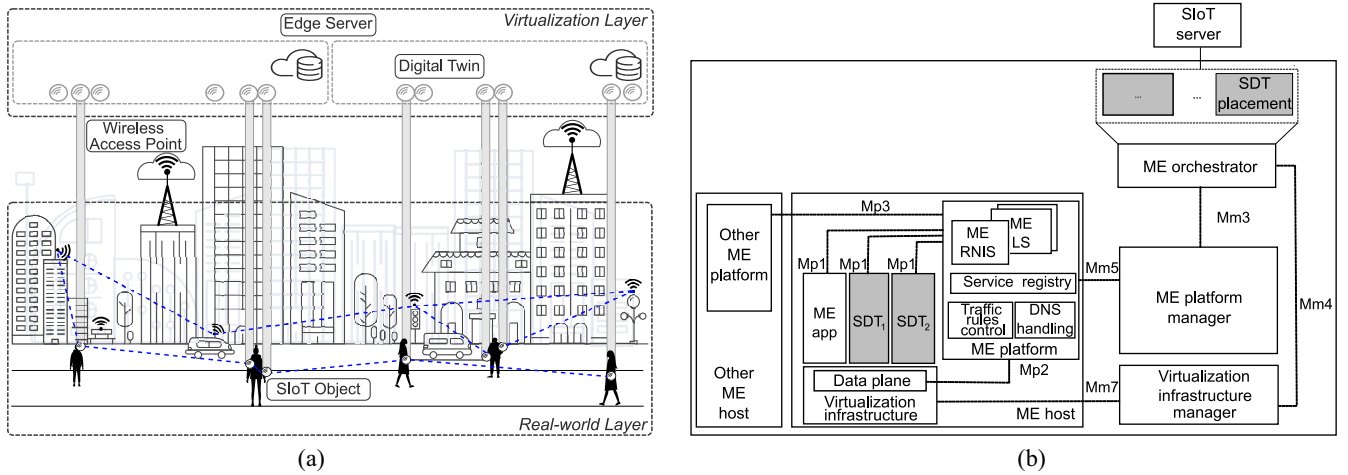 Virtualization Layer
Edge Server
Digital Twin
Wireless
Access Point
SIoT Object
Real-world Layer
(a)
SIoT
server
...
...
SDT
placement
ME orchestrator
Mm3
Mm4
Other
ME
platform
Mp3
ME
RNIS
ME
LS
Mp1
Mp1
Mp1
Service registry
Mm5
ME
app
SDT1
SDT2
Traffic
rules
control
DNS
handling
ME platform
ME platform
manager
Mp2
Other
ME
host
Data plane
Virtualization
infrastructure
ME host
Mm7
Virtualization
infrastructure
manager
(b)